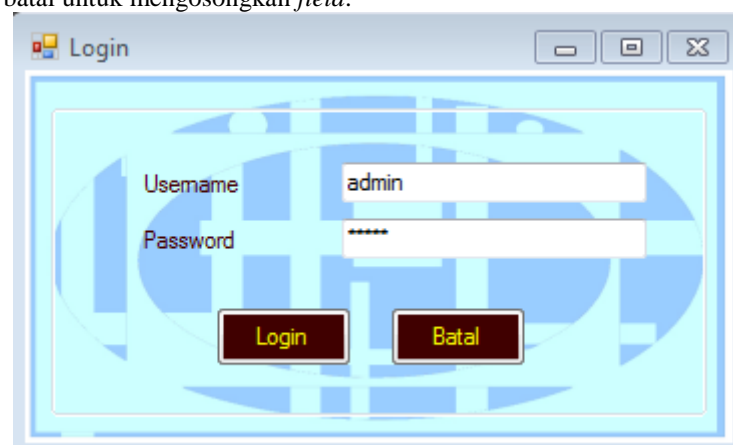 batal untuk mengosongkan field.
Login
Username admin
Password *****
Login Batal